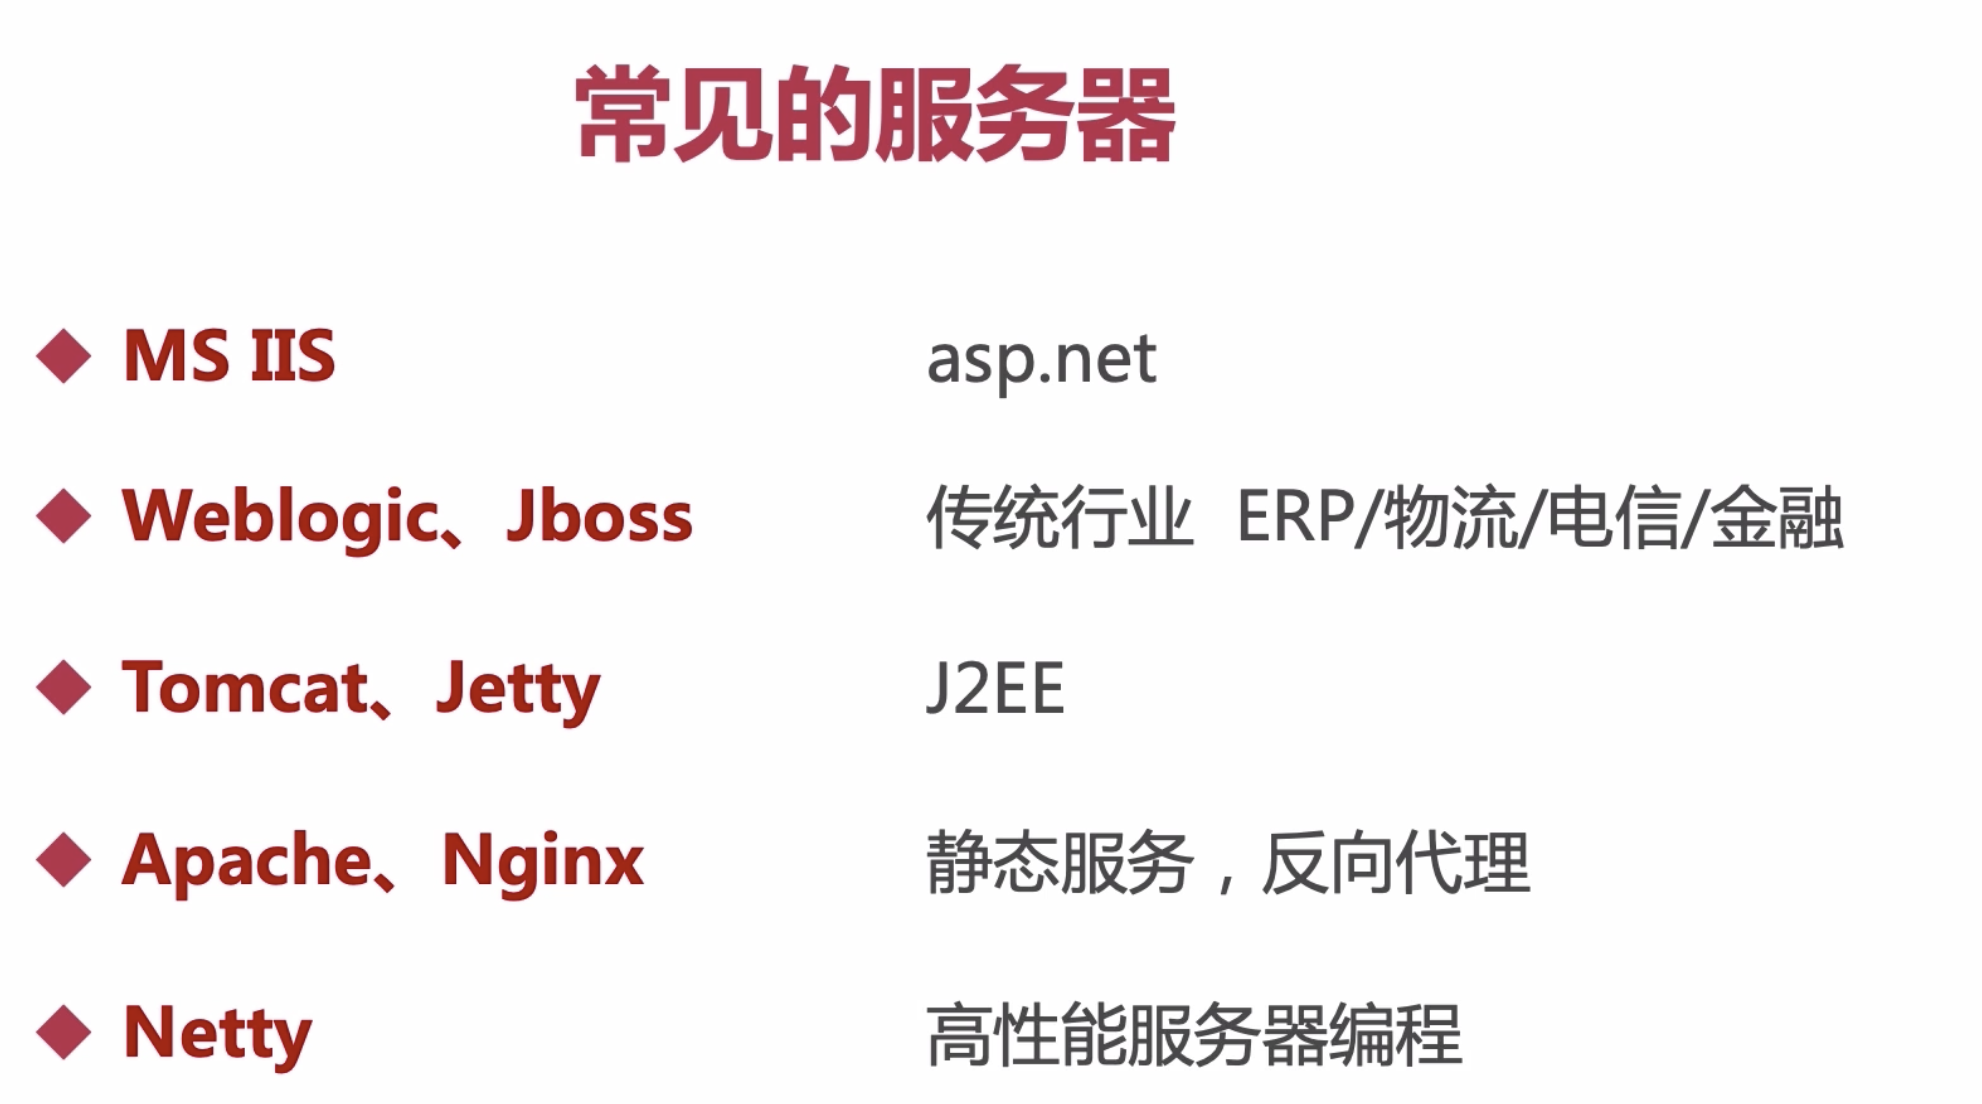 常见的服务器
MS IIS asp.net
Weblogic、Jboss 传统行业 ERP/物流/电信/金融
Tomcat、Jetty J2EE
Apache、Nginx 静态服务，反向代理
Netty 高性能服务器编程